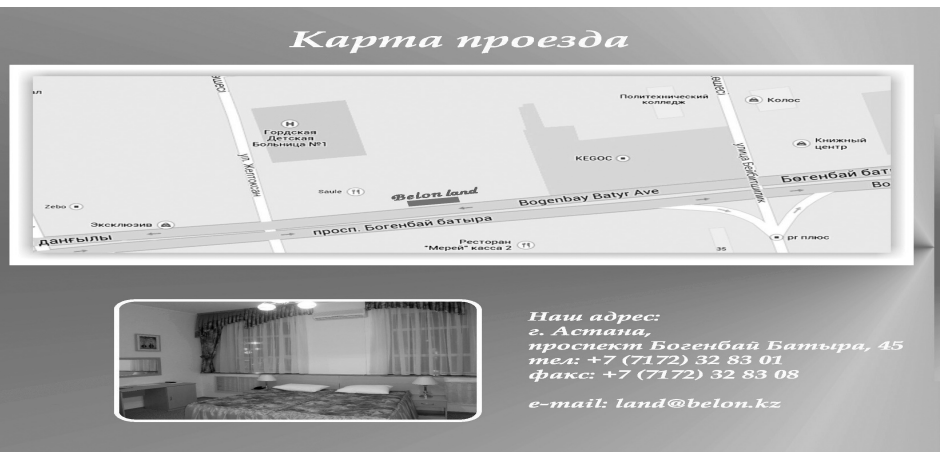 Карта проезда
Гордская
Детская
Больница №1
ул. Желтоксан
Политехнический
колледж
Колос
Книжный
центр
улица Бейбитшилик
KEGOC
Saule
Belon land
Bogenbay Batyr Ave
Бөгенбай бат
Во
Zebo
Эксклюзив
даңғылы
просп. Богенбай батыра
Ресторан
"Мерей" касса 2
35
рг плюс
Наш адрес:
г. Астана,
проспект Богенбай Батыра, 45
тел: +7 (7172) 32 83 01
факс: +7 (7172) 32 83 08
e-mail: land@belon.kz